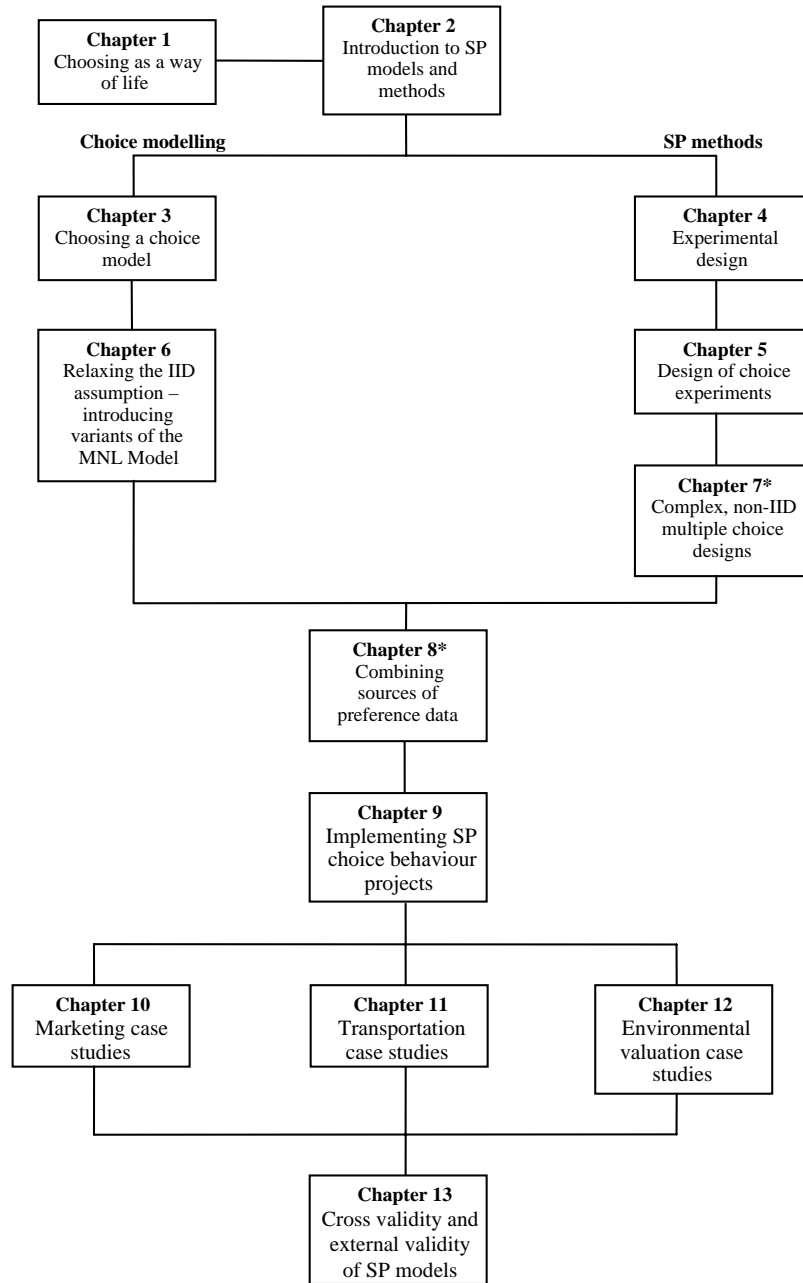 Chapter 1
Choosing as a way
of life
Chapter 2
Introduction to SP
models and
methods
Choice modelling
SP methods
Chapter 3
Choosing a choice
model
Chapter 4
Experimental
design
Chapter 6
Relaxing the IID
assumption –
introducing
variants of the
MNL Model
Chapter 5
Design of choice
experiments
Chapter 7*
Complex, non-IID
multiple choice
designs
Chapter 8*
Combining
sources of
preference data
Chapter 9
Implementing SP
choice behaviour
projects
Chapter 10
Marketing case
studies
Chapter 11
Transportation
case studies
Chapter 12
Environmental
valuation case
studies
Chapter 13
Cross validity and
external validity
of SP models